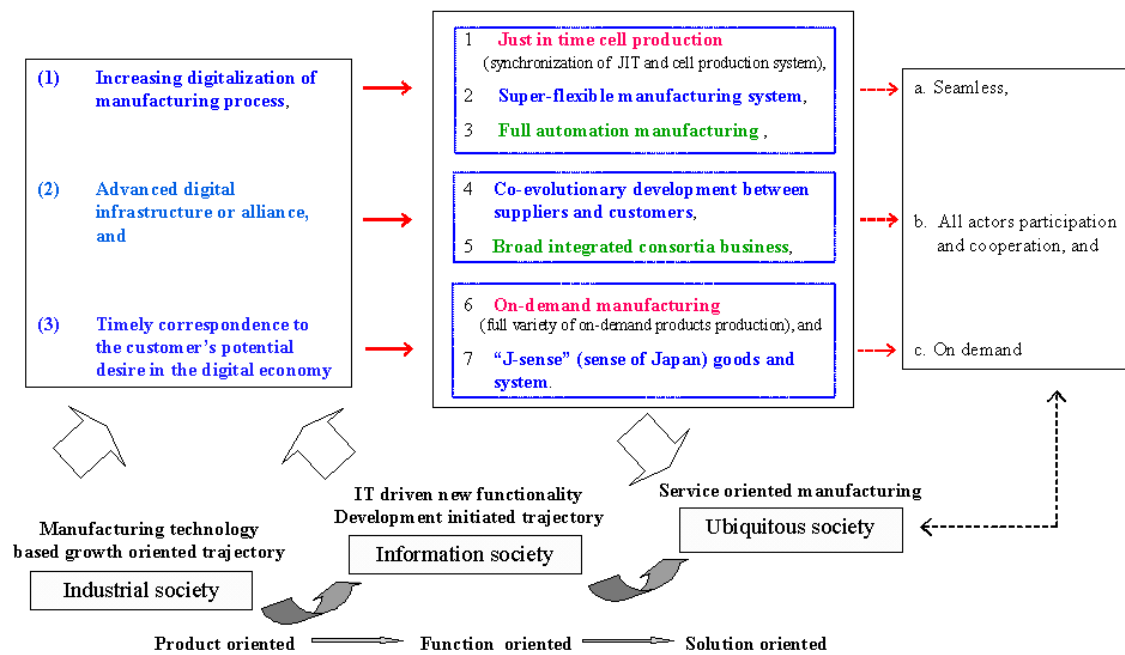 (1) Increasing digitalization of
manufacturing process,
(2) Advanced digital
infrastructure or alliance,
and
(3) Timely correspondence to
the customer's potential
desire in the digital economy
1 Just in time cell production
(synchronization of JIT and cell production system),
2 Super-flexible manufacturing system,
3 Full automation manufacturing ,
4 Co-evolutionary development between
suppliers and customers,
5 Broad integrated consortia business,
6 On-demand manufacturing
(full variety of on-demand products production), and
7 “J-sense” (sense of Japan) goods and
system.
a. Seamless,
b. All actors participation
and cooperation, and
c. On demand
Manufacturing technology
based growth oriented trajectory
Industrial society
IT driven new functionality
Development initiated trajectory
Information society
Service oriented manufacturing
Ubiquitous society
Product oriented
Function oriented
Solution oriented